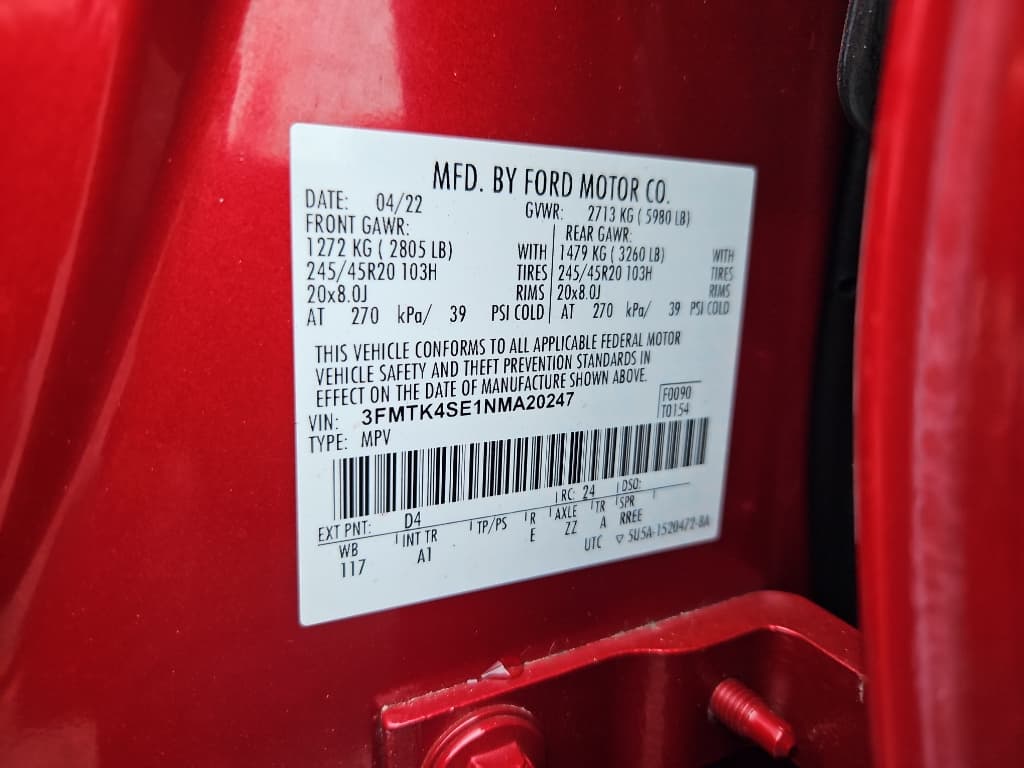 MFD. BY FORD MOTOR CO.
DATE: 04/22 GVWR: 2713 KG ( 5980 LB)
FRONT GAWR: REAR GAWR:
1272 KG ( 2805 LB) WITH 1479 KG ( 3260 LB) WITH
245/45R20 103H TIRES 245/45R20 103H TIRES
20x8.0J RIMS 20x8.0J RIMS
AT 270 kPa/ 39 PSI COLD AT 270 kPa/ 39 PSI COLD
THIS VEHICLE CONFORMS TO ALL APPLICABLE FEDERAL MOTOR
VEHICLE SAFETY AND THEFT PREVENTION STANDARDS IN
EFFECT ON THE DATE OF MANUFACTURE SHOWN ABOVE.
VIN: 3FMTK4SE1NMA20247 F0090
TYPE: MPV T0154
EXT PNT: D4 RC: 24 DSO:
WB INT TR TP/PS R AXLE TR SPR
117 A1 E ZZ A RREE
UTC ▽ 5U5A-1520472-BA